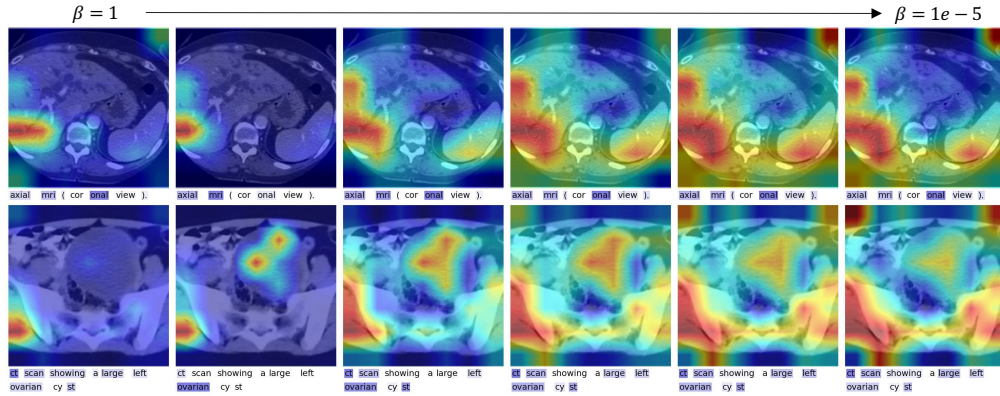 β = 1 β = 1e − 5
axial mri ( cor onal view ). axial mri ( cor onal view ). axial mri ( cor onal view ). axial mri ( cor onal view ). axial mri ( cor onal view ). axial mri ( cor onal view ).
ct scan showing a large left ct scan showing a large left ct scan showing a large left ct scan showing a large left ct scan showing a large left ct scan showing a large left
ovarian cy st ovarian cy st ovarian cy st ovarian cy st ovarian cy st ovarian cy st